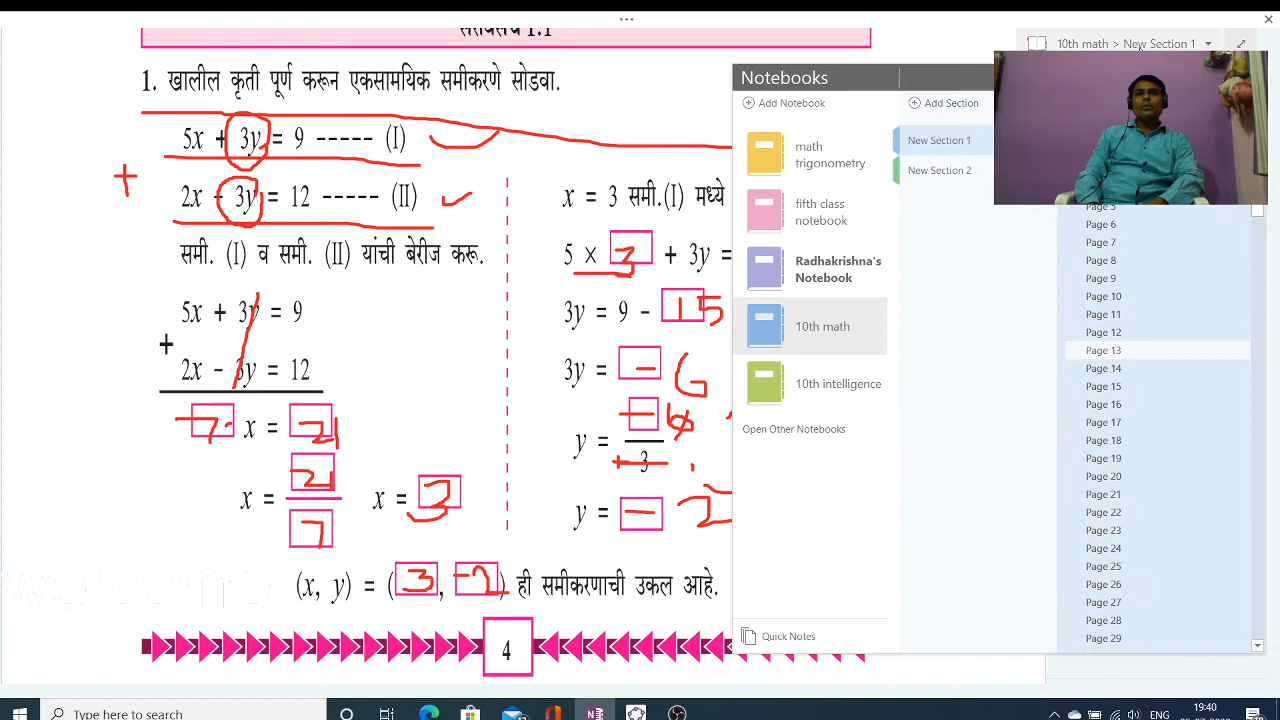 सरावसंच 1.1
10th math > New Section 1
1. खालील कृती पूर्ण करून एकसामयिक समीकरणे सोडवा.
5x + 3y = 9 ----- (I)
+
2x - 3y = 12 ----- (II)
समी. (I) व समी. (II) यांची बेरीज करू.
5x + 3y = 9
+
2x - 3y = 12
7 x = 21
x = 21/7 x = 3
x = 3 समी.(I) मध्ये
5 × 3 + 3y =
3y = 9 - 15
3y = - 6
y = -6/3
y = - 2
(x, y) = (3, -2) ही समीकरणाची उकल आहे.
4
welcome
Notebooks
Add Notebook
math trigonometry
fifth class notebook
Radhakrishna's Notebook
10th math
10th intelligence
Open Other Notebooks
Quick Notes
Add Section
New Section 1
New Section 2
Page 5
Page 6
Page 7
Page 8
Page 9
Page 10
Page 11
Page 12
Page 13
Page 14
Page 15
Page 16
Page 17
Page 18
Page 19
Page 20
Page 21
Page 22
Page 23
Page 24
Page 25
Page 26
Page 27
Page 28
Page 29
Type here to search
19:40